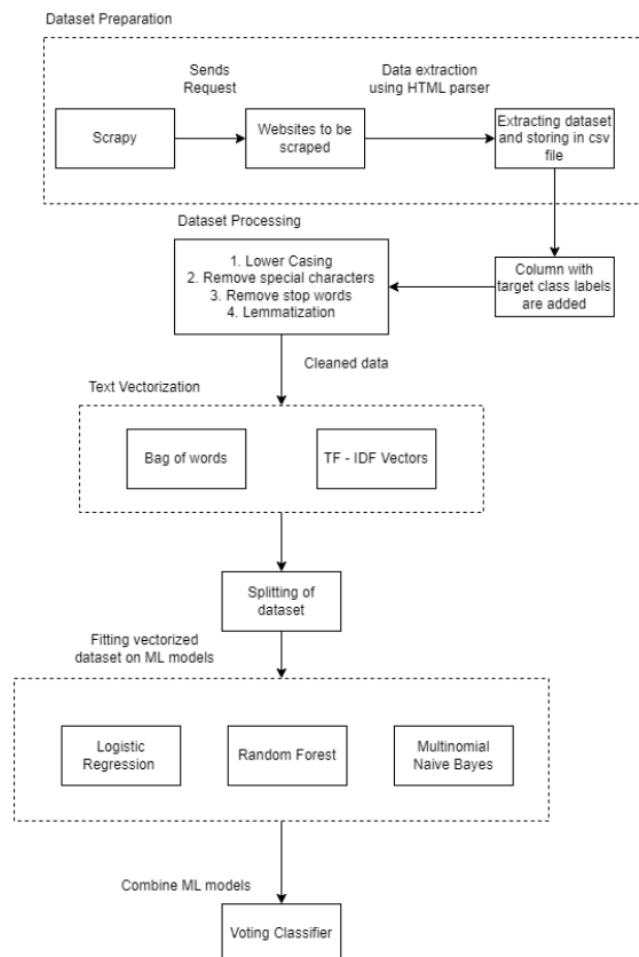 Dataset Preparation
Sends
Request
Data extraction
using HTML parser
Scrapy
Websites to be
scraped
Extracting dataset
and storing in csv
file
Dataset Processing
1. Lower Casing
2. Remove special characters
3. Remove stop words
4. Lemmatization
Column with
target class labels
are added
Cleaned data
Text Vectorization
Bag of words
TF - IDF Vectors
Splitting of
dataset
Fitting vectorized
dataset on ML models
Logistic
Regression
Random Forest
Multinomial
Naive Bayes
Combine ML models
Voting Classifier